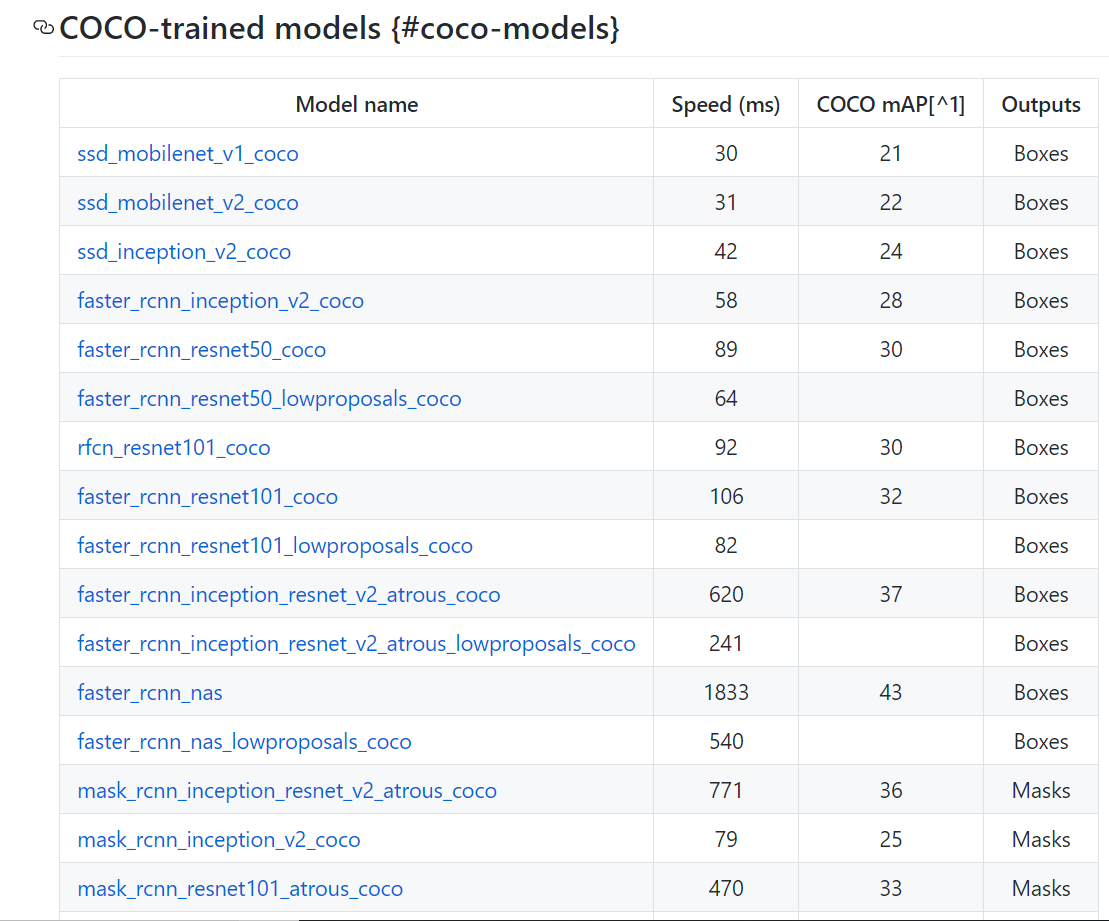 COCO-trained models {#coco-models}
Model name Speed (ms) COCO mAP[^1] Outputs
ssd_mobilenet_v1_coco 30 21 Boxes
ssd_mobilenet_v2_coco 31 22 Boxes
ssd_inception_v2_coco 42 24 Boxes
faster_rcnn_inception_v2_coco 58 28 Boxes
faster_rcnn_resnet50_coco 89 30 Boxes
faster_rcnn_resnet50_lowproposals_coco 64 Boxes
rfcn_resnet101_coco 92 30 Boxes
faster_rcnn_resnet101_coco 106 32 Boxes
faster_rcnn_resnet101_lowproposals_coco 82 Boxes
faster_rcnn_inception_resnet_v2_atrous_coco 620 37 Boxes
faster_rcnn_inception_resnet_v2_atrous_lowproposals_coco 241 Boxes
faster_rcnn_nas 1833 43 Boxes
faster_rcnn_nas_lowproposals_coco 540 Boxes
mask_rcnn_inception_resnet_v2_atrous_coco 771 36 Masks
mask_rcnn_inception_v2_coco 79 25 Masks
mask_rcnn_resnet101_atrous_coco 470 33 Masks